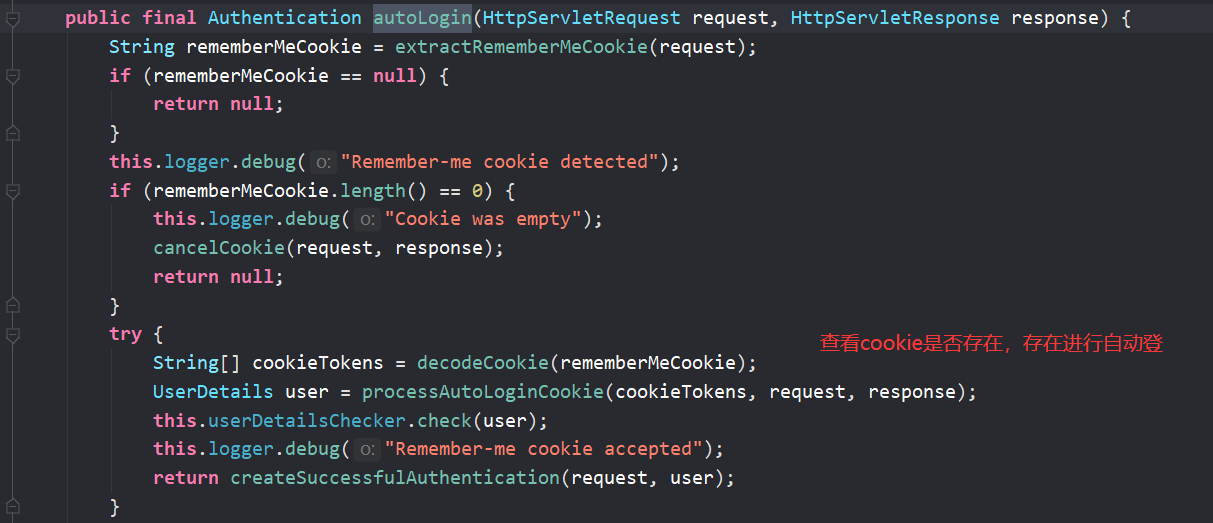 public final Authentication autoLogin(HttpServletRequest request, HttpServletResponse response) {
String rememberMeCookie = extractRememberMeCookie(request);
if (rememberMeCookie == null) {
return null;
}
this.logger.debug( o: "Remember-me cookie detected");
if (rememberMeCookie.length() == 0) {
this.logger.debug( o: "Cookie was empty");
cancelCookie(request, response);
return null;
}
try {
查看cookie是否存在，存在进行自动登
String[] cookieTokens = decodeCookie(rememberMeCookie);
UserDetails user = processAutoLoginCookie(cookieTokens, request, response);
this.userDetailsChecker.check(user);
this.logger.debug( o: "Remember-me cookie accepted");
return createSuccessfulAuthentication(request, user);
}